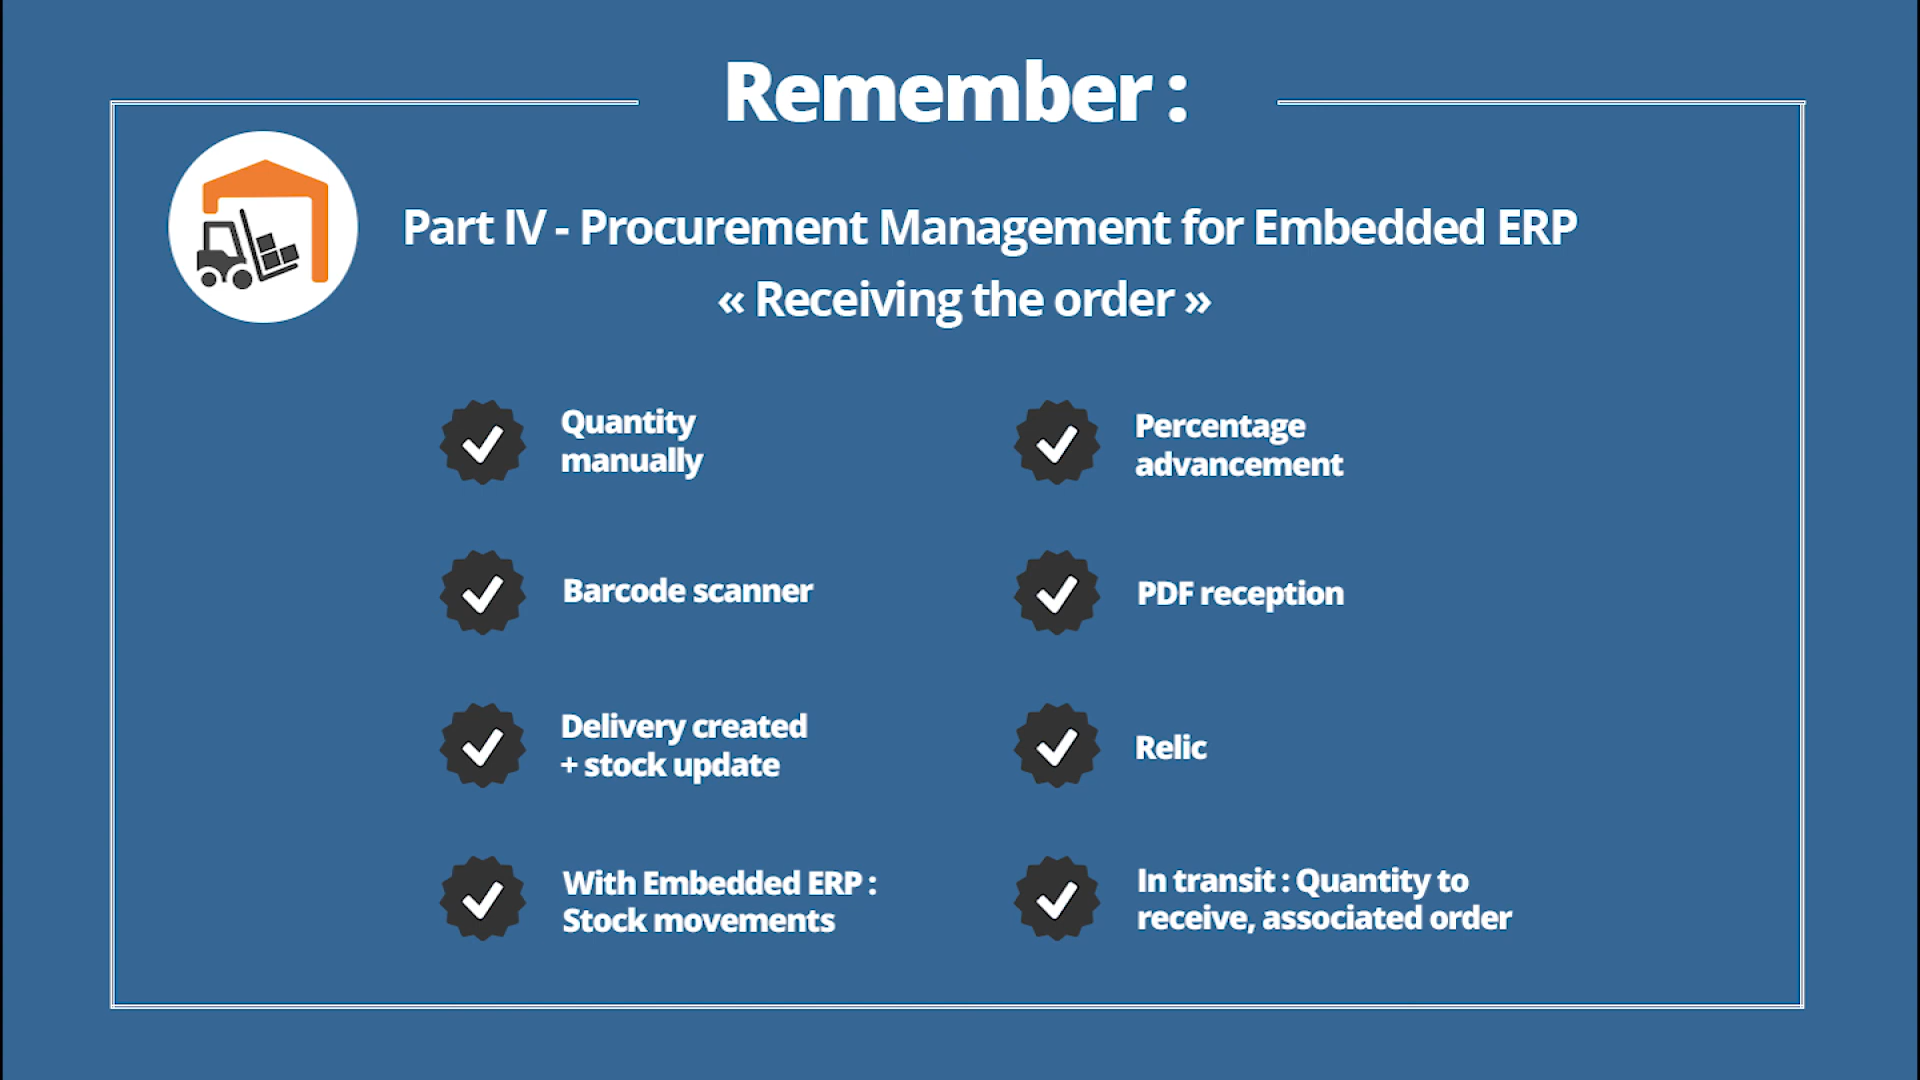 Remember :
Part IV - Procurement Management for Embedded ERP
« Receiving the order »
Quantity
manually
Percentage
advancement
Barcode scanner
PDF reception
Delivery created
+ stock update
Relic
With Embedded ERP :
Stock movements
In transit : Quantity to
receive, associated order